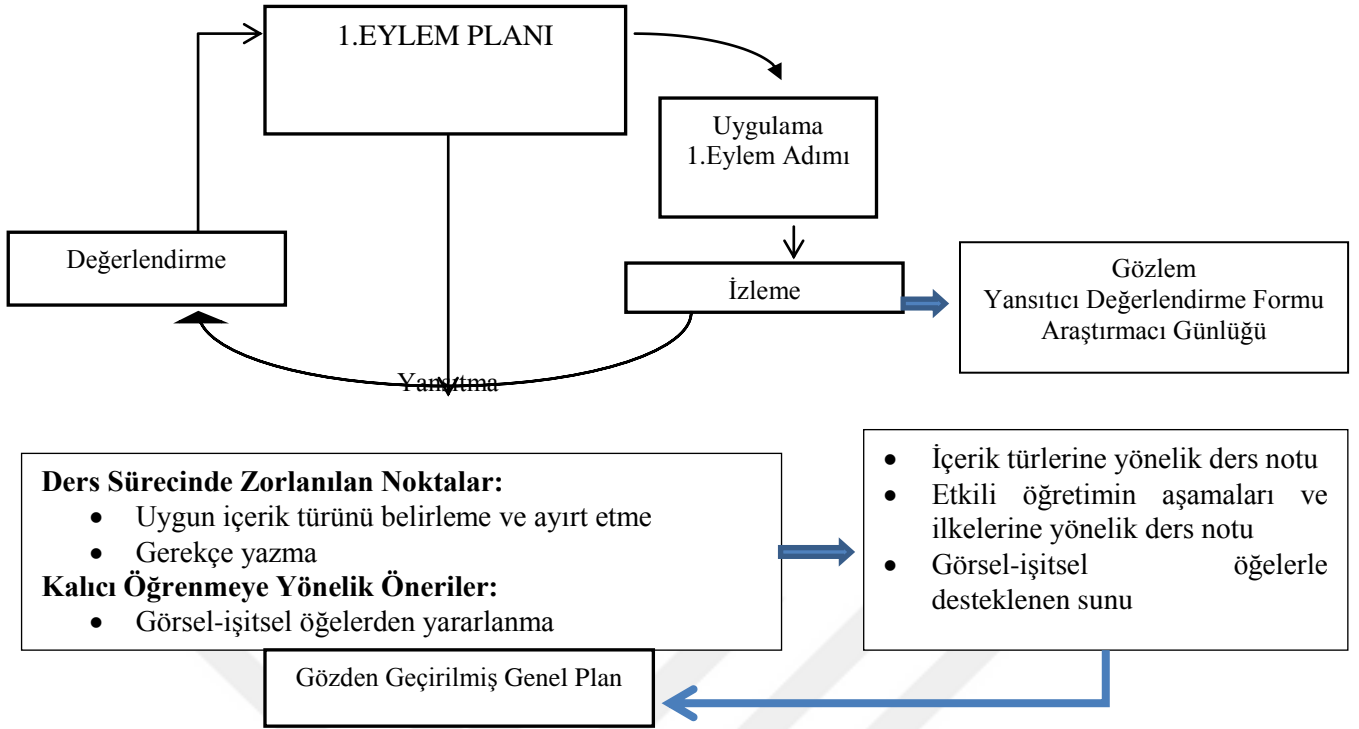 1.EYLEM PLANI
Uygulama
1.Eylem Adımı
Değerlendirme
İzleme
Gözlem
Yansıtıcı Değerlendirme Formu
Araştırmacı Günlüğü
Yansıtma
Ders Sürecinde Zorlanılan Noktalar:
• Uygun içerik türünü belirleme ve ayırt etme
• Gerekçe yazma
Kalıcı Öğrenmeye Yönelik Öneriler:
• Görsel-işitsel öğelerden yararlanma
• İçerik türlerine yönelik ders notu
• Etkili öğretimin aşamaları ve
ilkelerine yönelik ders notu
• Görsel-işitsel öğelerle
desteklenen sunu
Gözden Geçirilmiş Genel Plan